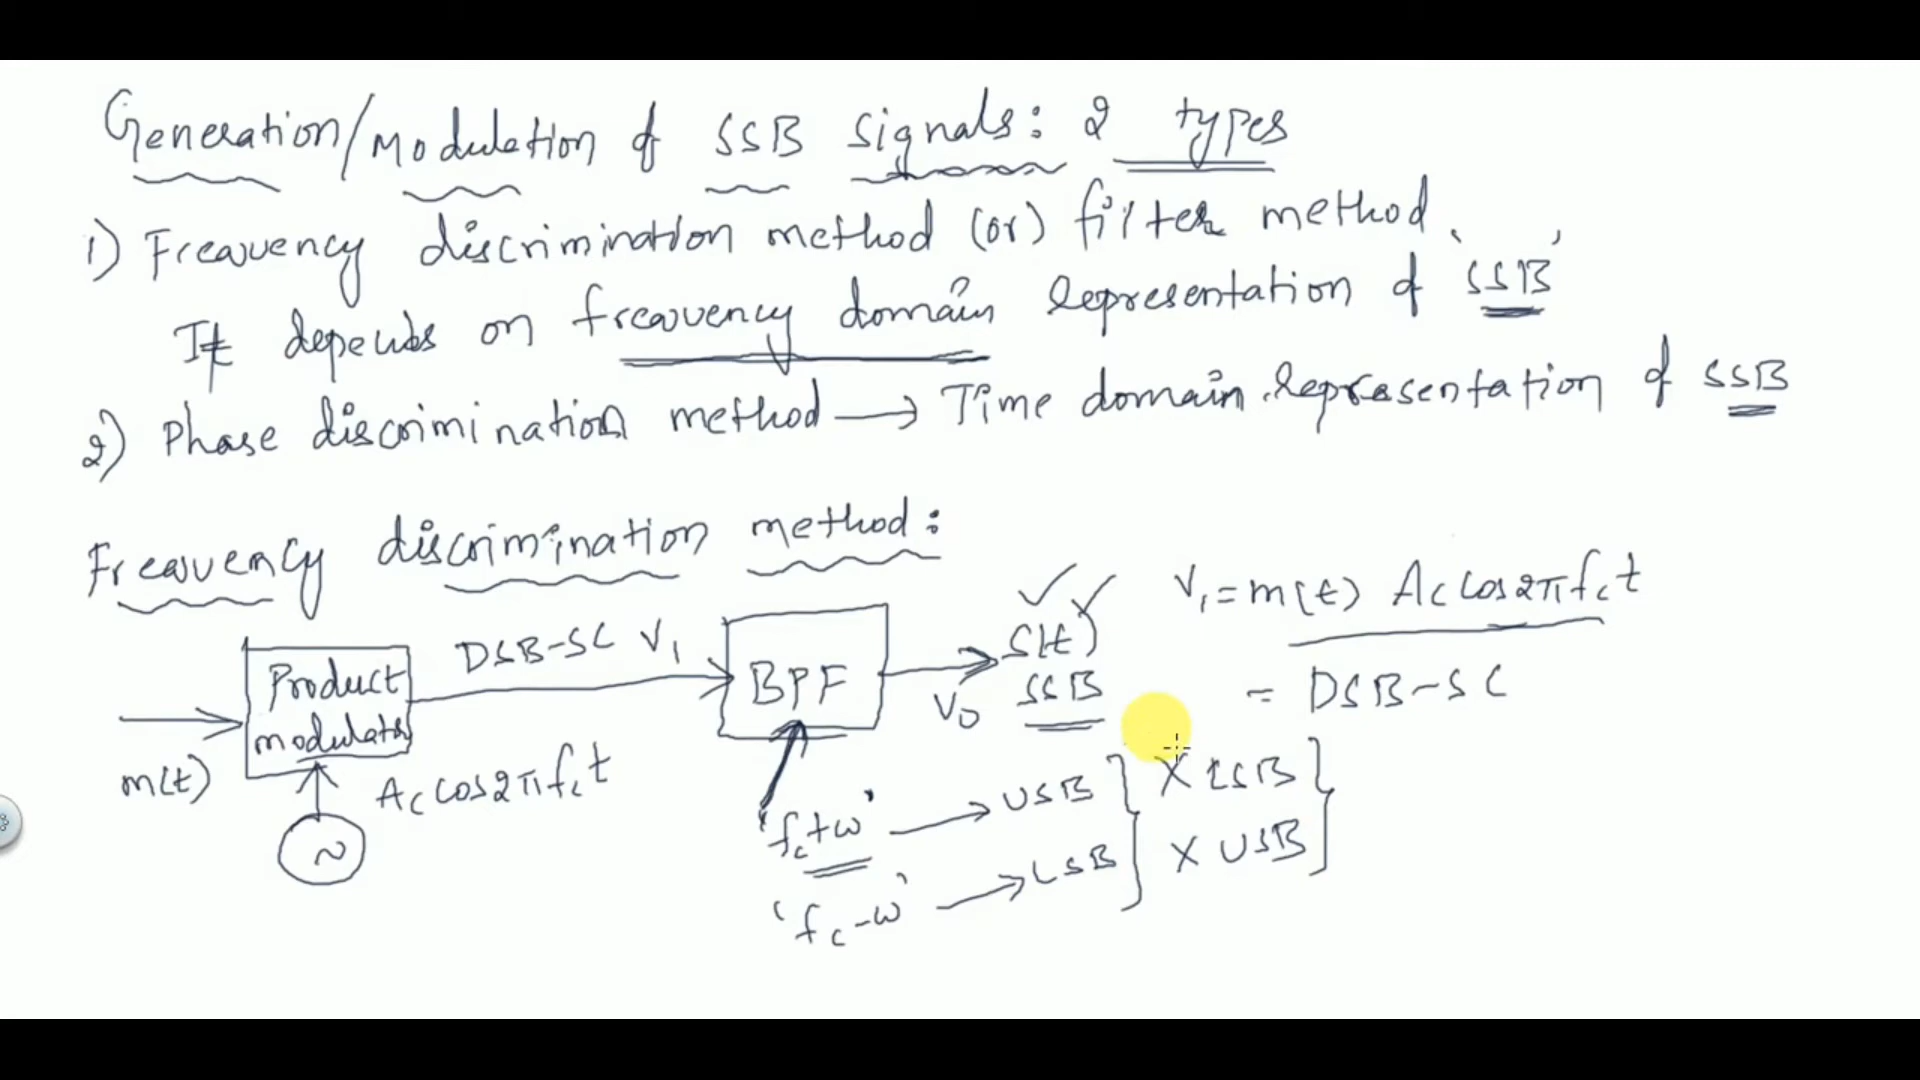 Generation/Modulation of SSB Signals: 2 types
1) Frequency discrimination method (or) filter method.
It depends on frequency domain representation of 'SSB'
2) Phase discrimination method → Time domain representation of SSB
Frequency discrimination method:
m(t)
Product modulator
Ac cos2πfct
~
DSB-SC V1
BPF
V0
S(t)
SSB
V1 = m(t) Ac cos2πfct
= DSB-SC
'fc+ω' → USB } X LSB }
'fc-ω' → LSB } X USB }